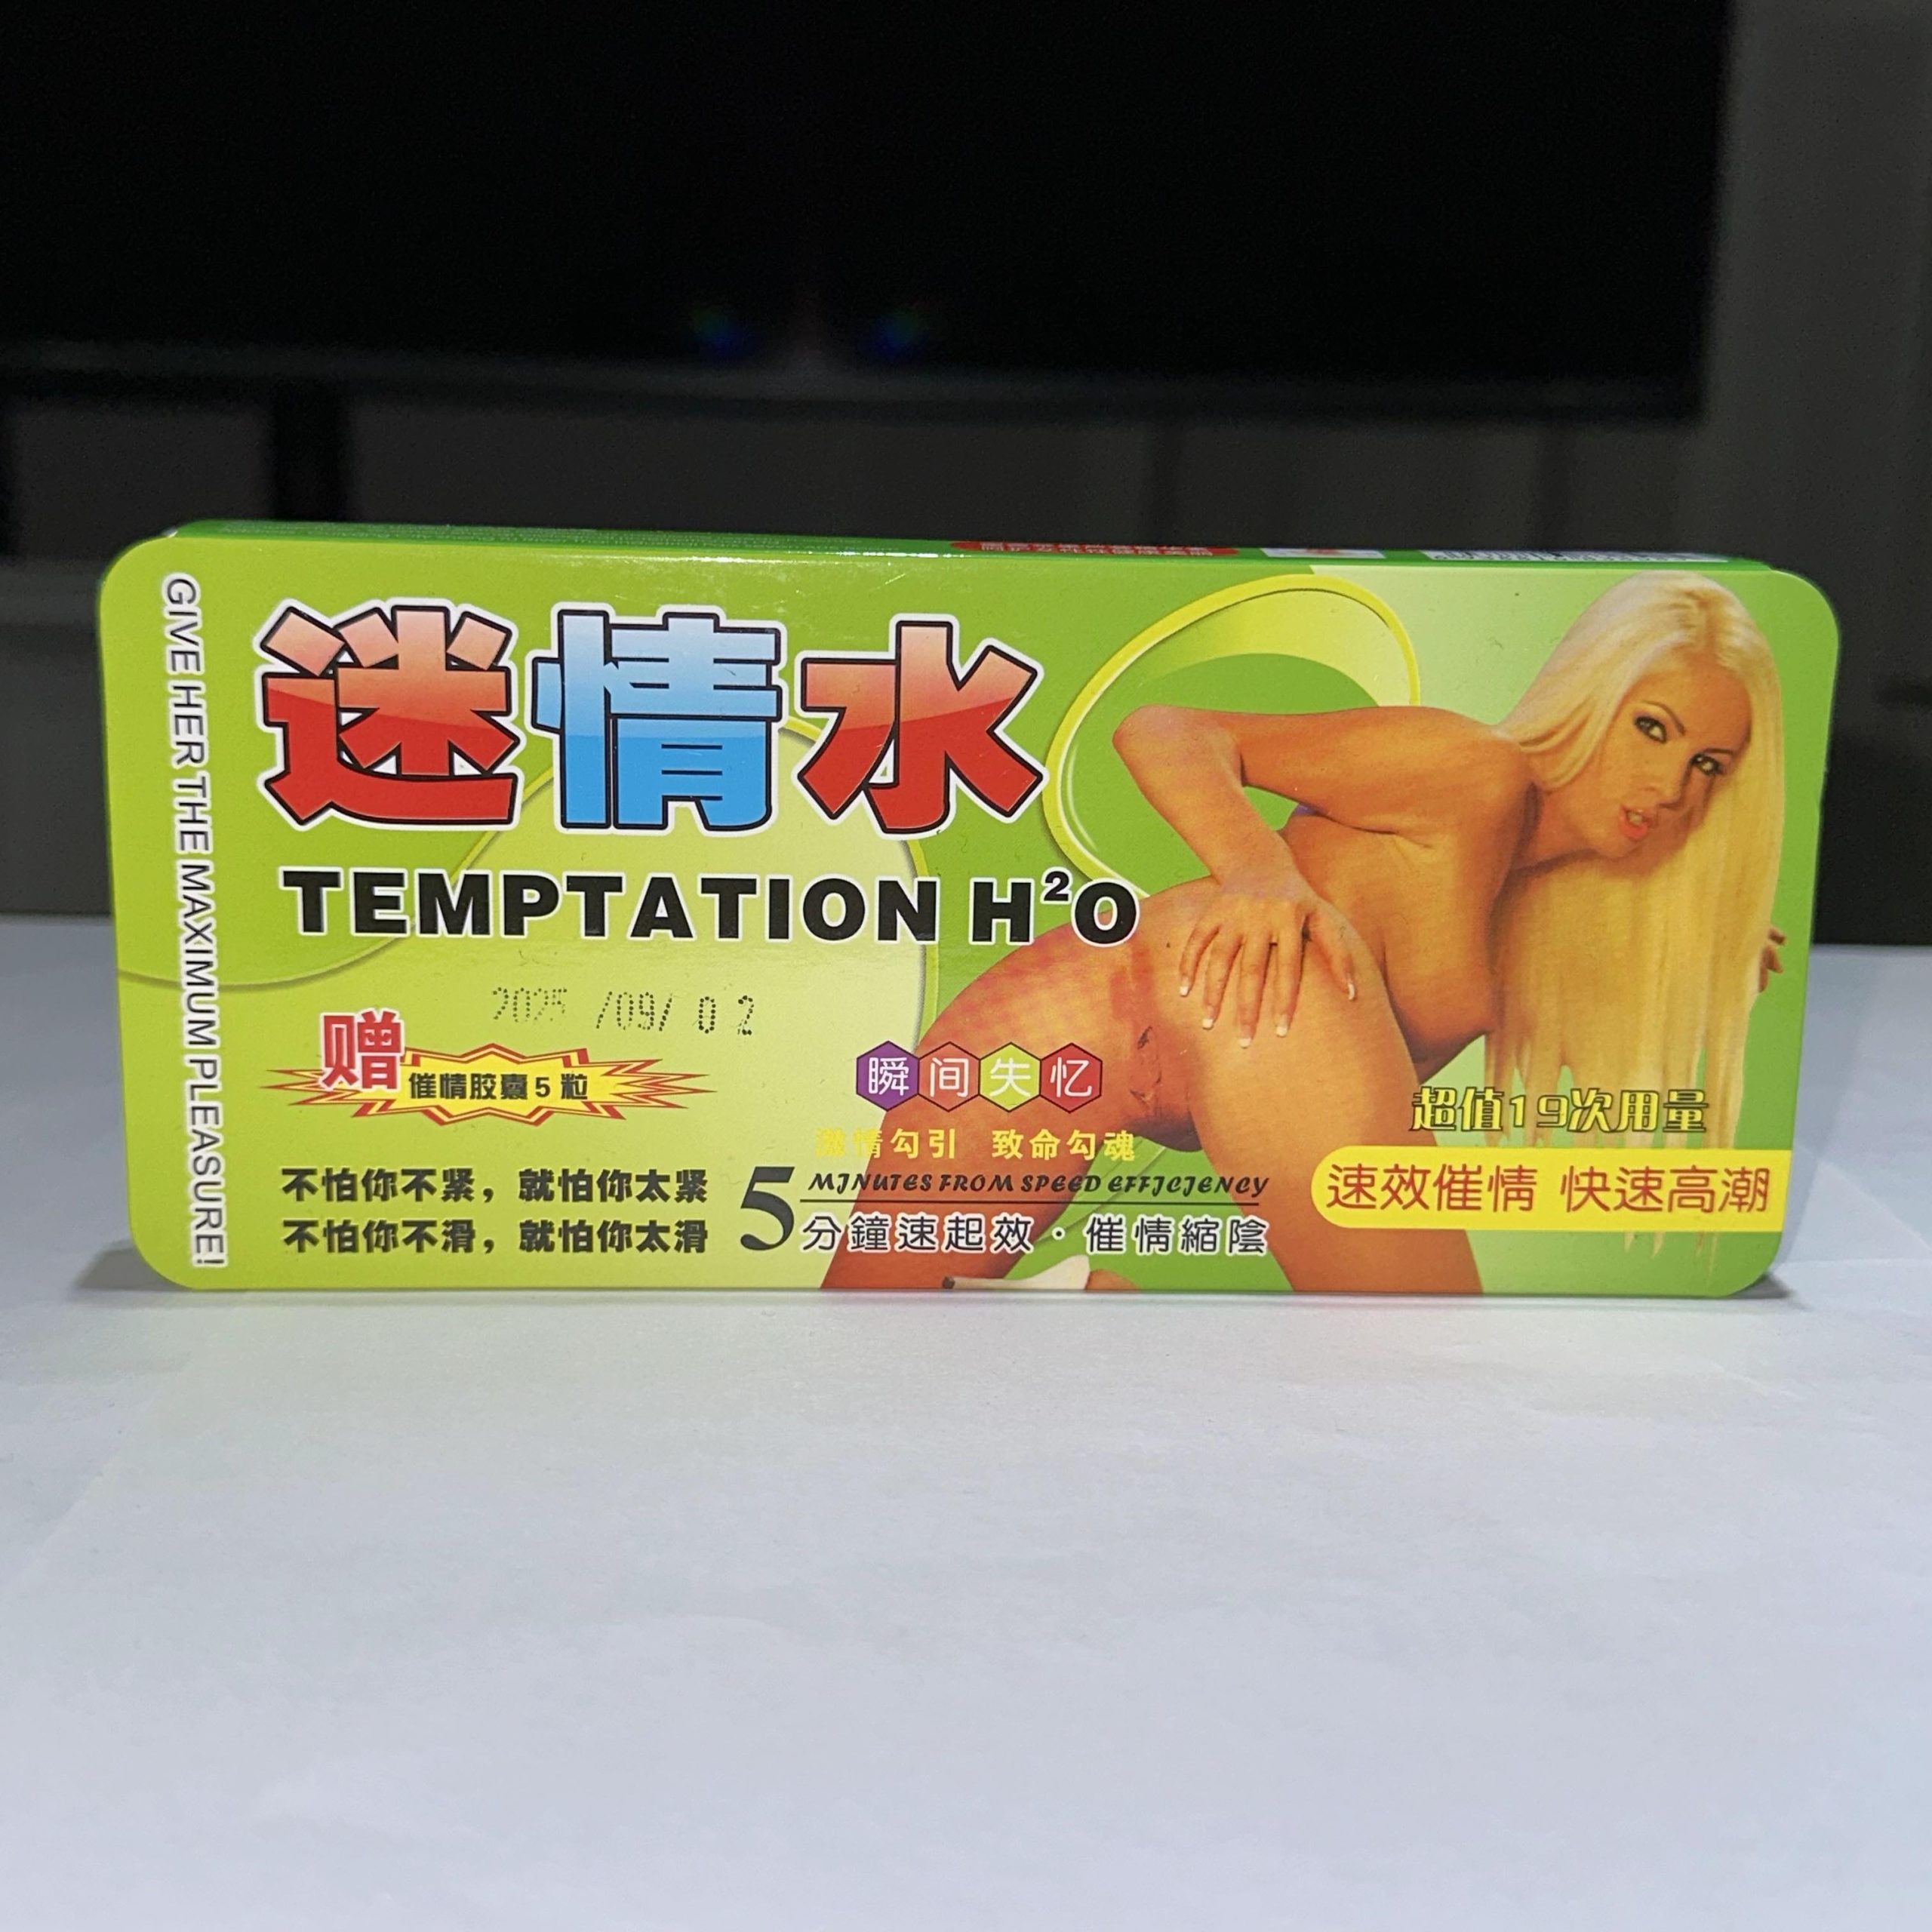 GIVE HER THE MAXIMUM PLEASURE!
迷情水
TEMPTATION H²O
2025 /09/ 02
赠
催情胶囊5粒
瞬间失忆
激情勾引 致命勾魂
不怕你不紧，就怕你太紧
不怕你不滑，就怕你太滑
5 MINUTES FROM SPEED EFFICIENCY
分鐘速起效·催情縮陰
超值19次用量
速效催情 快速高潮